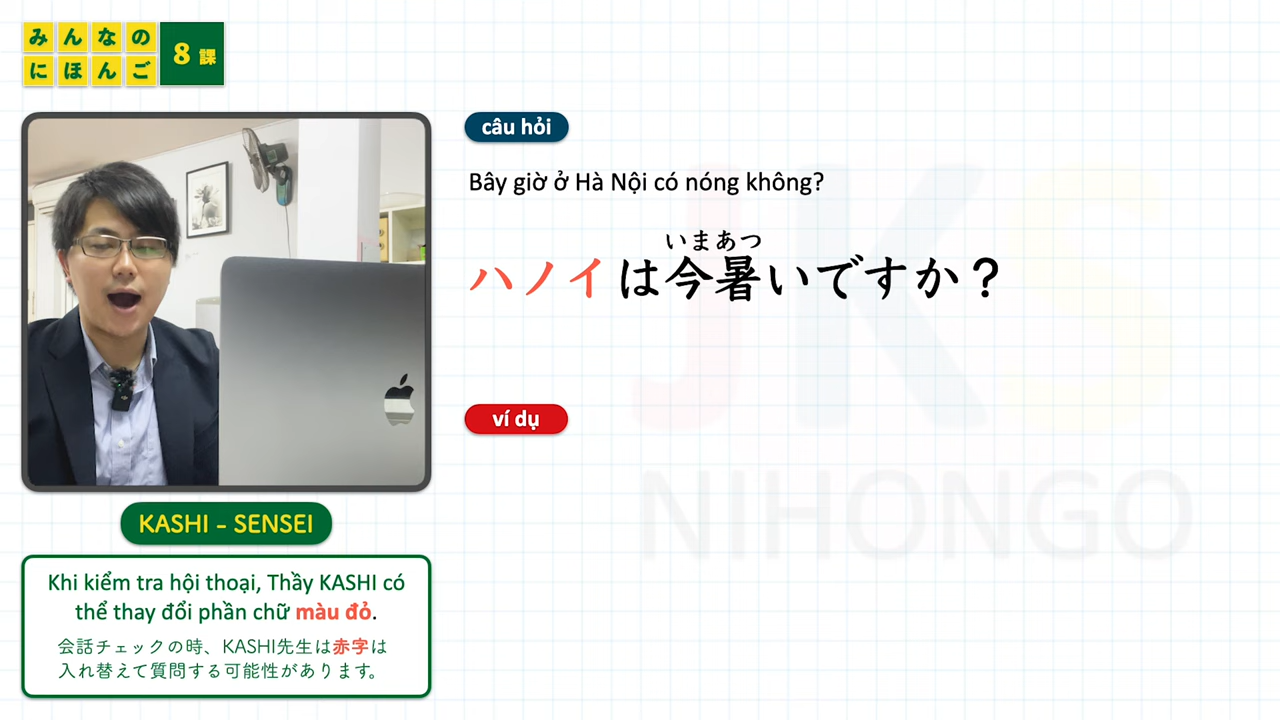 みんなの
にほんご
8 課
câu hỏi
Bây giờ ở Hà Nội có nóng không?
いまあつ
ハノイは今暑いですか？
ví dụ
JKS
NIHONGO
KASHI - SENSEI
Khi kiểm tra hội thoại, Thầy KASHI có
thể thay đổi phần chữ màu đỏ.
会話チェックの時、KASHI先生は赤字は
入れ替えて質問する可能性があります。